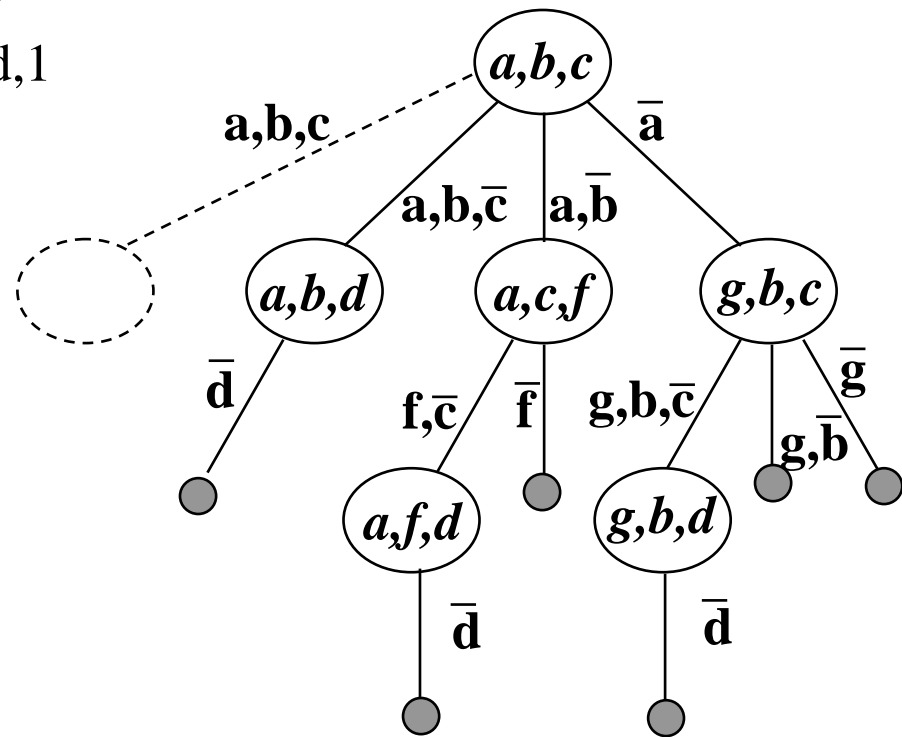 d,1
a,b,c
a,b,c
a̅
a,b,c̅
a,b̅
a,b,d
a,c,f
g,b,c
d̅
f,c̅
f̅
g,b,c̅
g,b̅
g̅
a,f,d
g,b,d
d̅
d̅